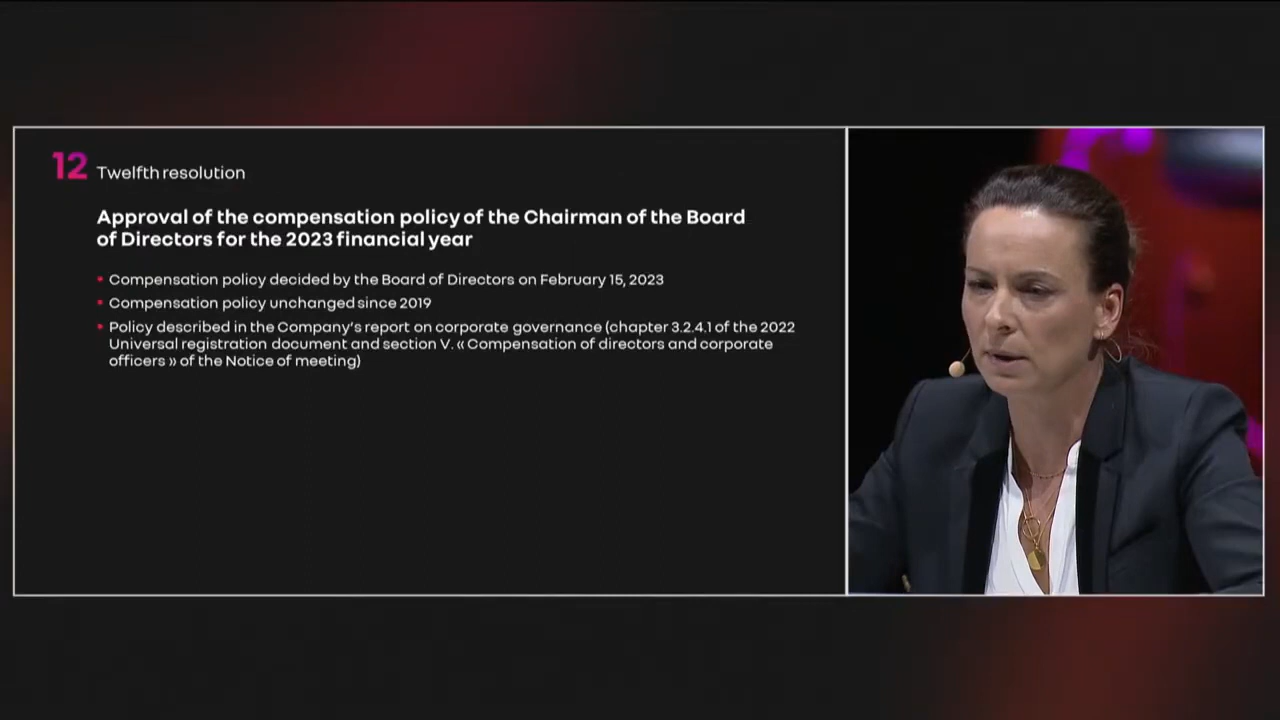 12 Twelfth resolution
Approval of the compensation policy of the Chairman of the Board
of Directors for the 2023 financial year
Compensation policy decided by the Board of Directors on February 15, 2023
Compensation policy unchanged since 2019
Policy described in the Company's report on corporate governance (chapter 3.2.4.1 of the 2022
Universal registration document and section V. « Compensation of directors and corporate
officers » of the Notice of meeting)